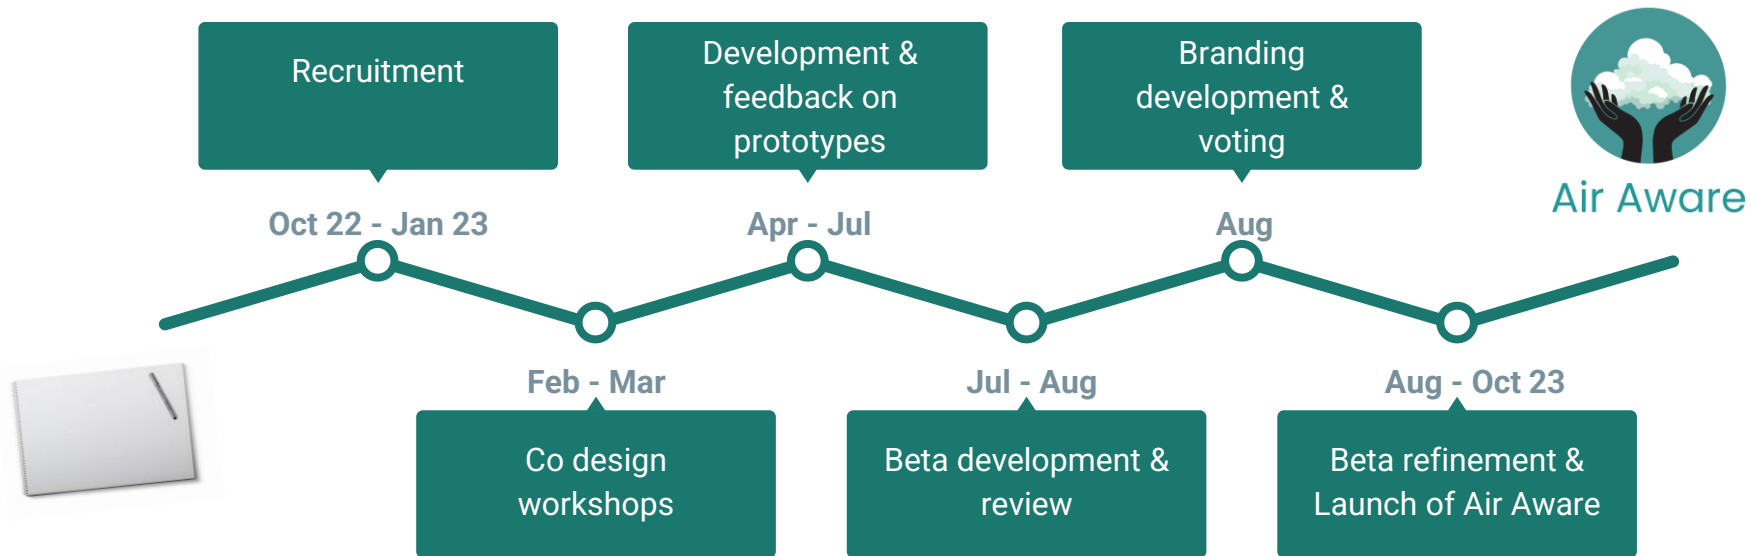 Recruitment
Oct 22 - Jan 23
Feb - Mar
Co design
workshops
Development &
feedback on
prototypes
Apr - Jul
Jul - Aug
Beta development &
review
Branding
development &
voting
Aug
Aug - Oct 23
Beta refinement &
Launch of Air Aware
Air Aware